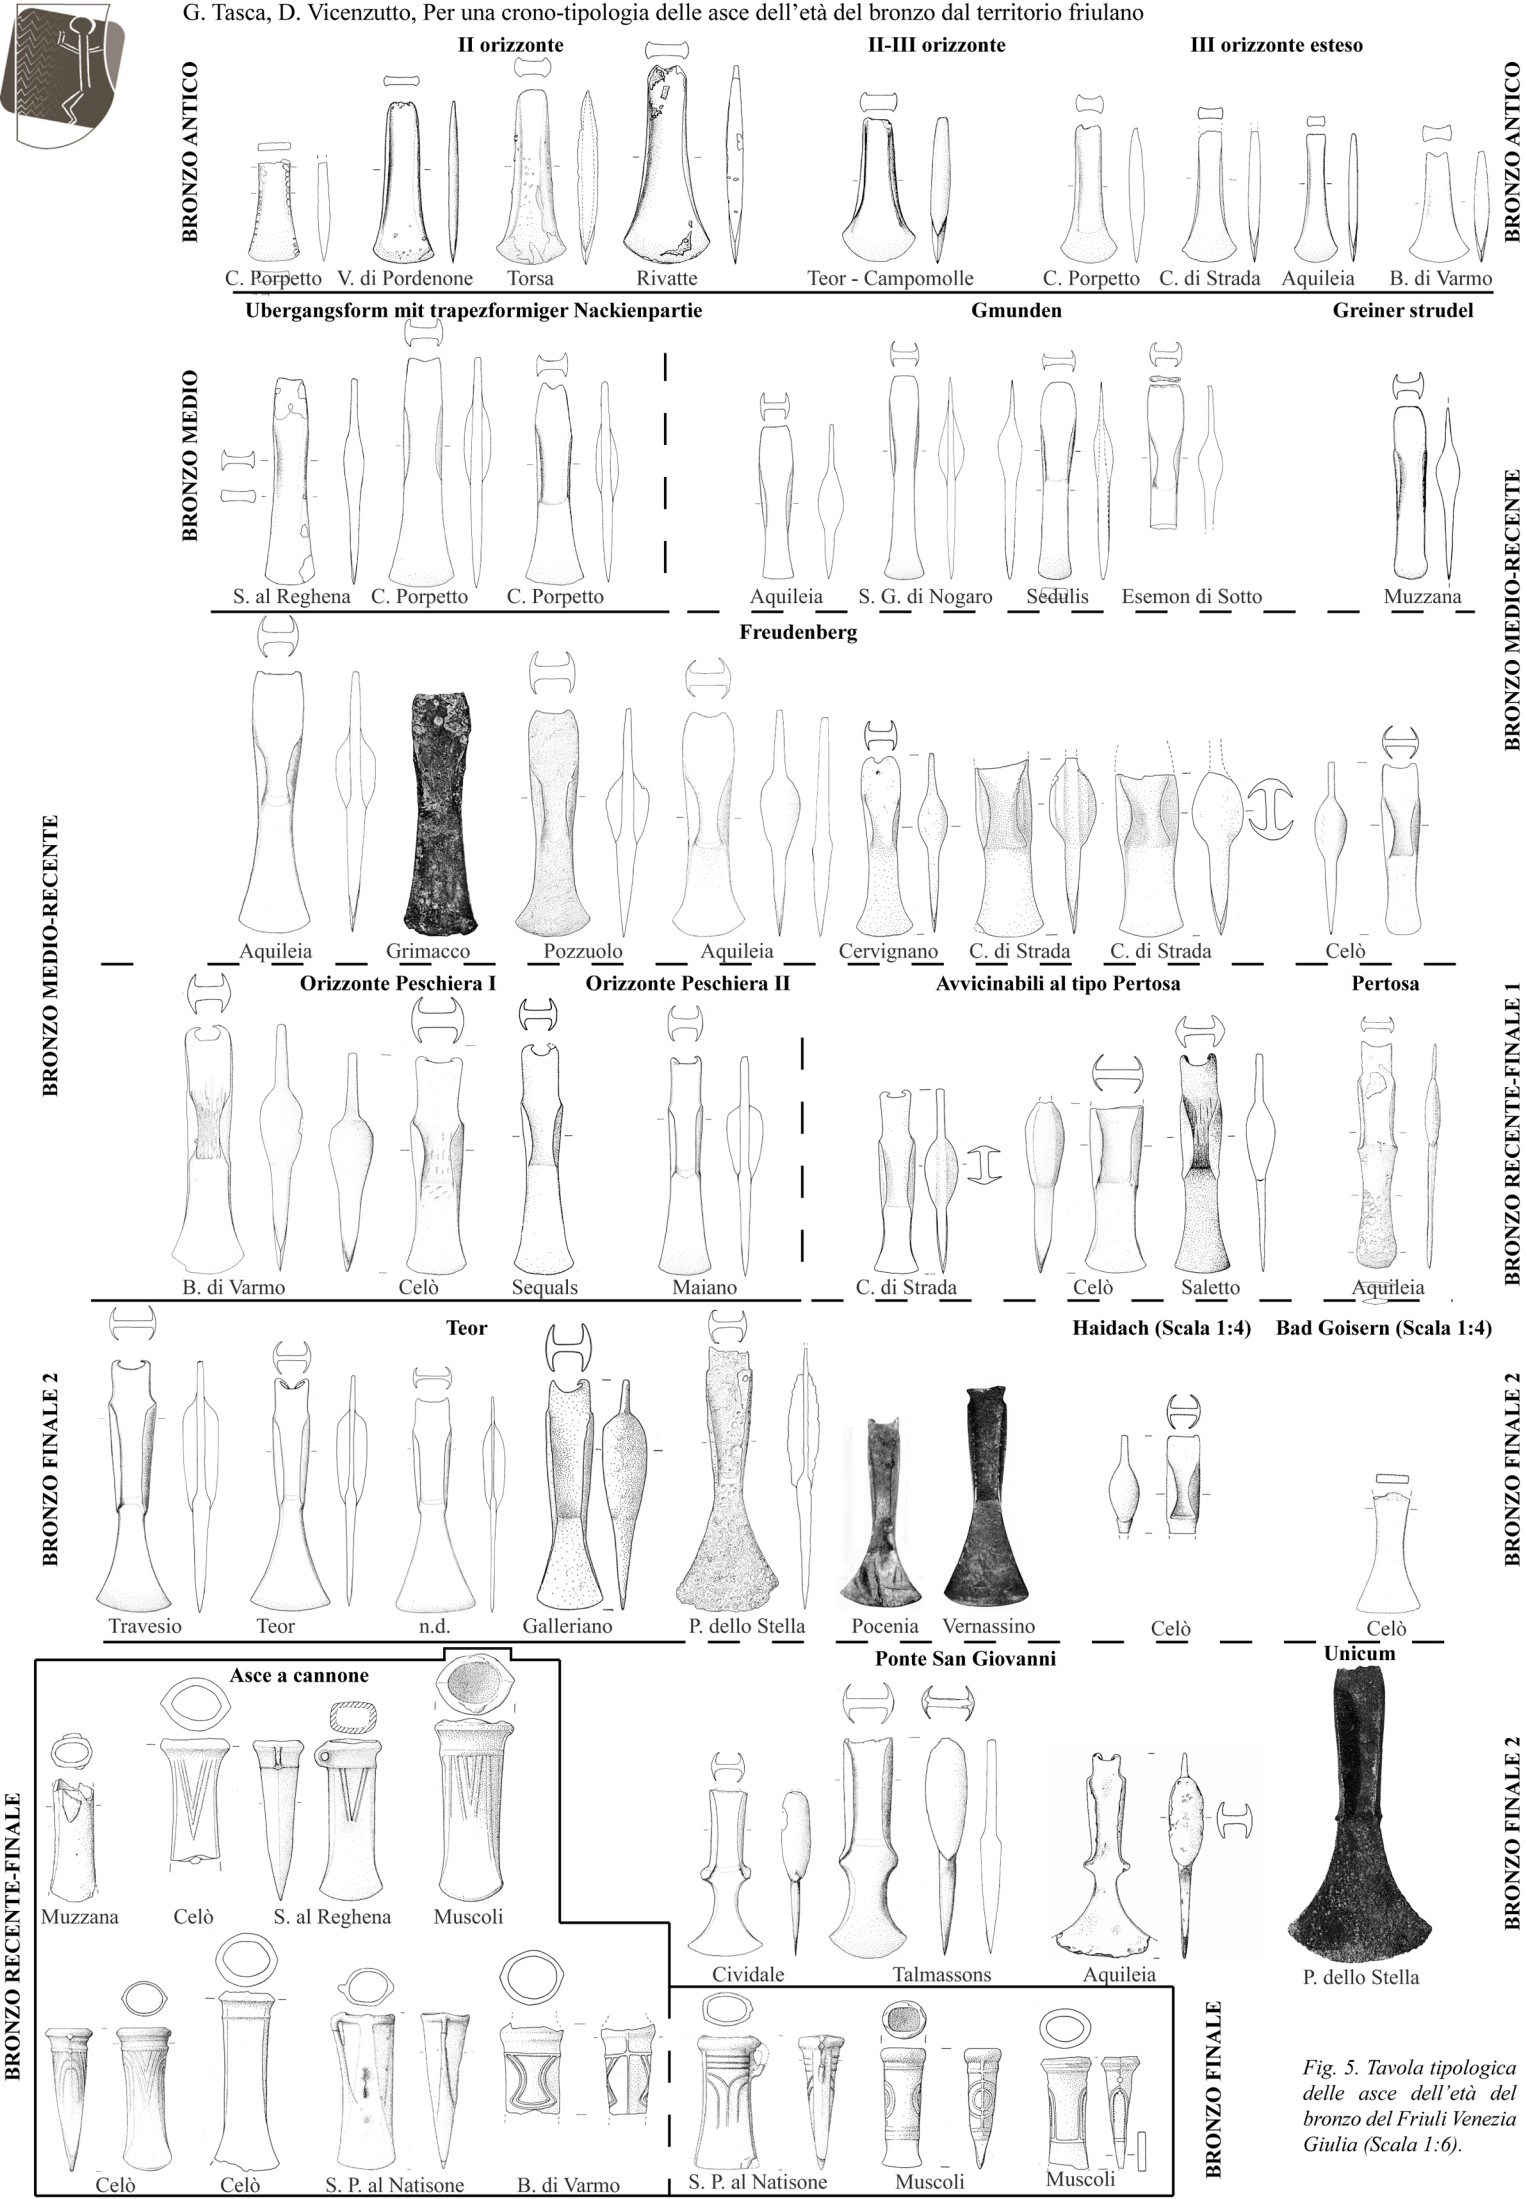 G. Tasca, D. Vicenzutto, Per una crono-tipologia delle asce dell’età del bronzo dal territorio friulano
II orizzonte II-III orizzonte III orizzonte esteso
BRONZO ANTICO
BRONZO ANTICO
C. Porpetto V. di Pordenone Torsa Rivatte Teor - Campomolle C. Porpetto C. di Strada Aquileia B. di Varmo
Ubergangsform mit trapezformiger Nackienpartie Gmunden Greiner strudel
BRONZO MEDIO
BRONZO MEDIO-RECENTE
S. al Reghena C. Porpetto C. Porpetto Aquileia S. G. di Nogaro Sedulis Esemon di Sotto Muzzana
Freudenberg
BRONZO MEDIO-RECENTE
Aquileia Grimacco Pozzuolo Aquileia Cervignano C. di Strada C. di Strada Celò
Orizzonte Peschiera I Orizzonte Peschiera II Avvicinabili al tipo Pertosa Pertosa
BRONZO RECENTE-FINALE 1
B. di Varmo Celò Sequals Maiano C. di Strada Celò Saletto Aquileia
Teor Haidach (Scala 1:4) Bad Goisern (Scala 1:4)
BRONZO FINALE 2
BRONZO FINALE 2
Travesio Teor n.d. Galleriano P. dello Stella Pocenia Vernassino Celò Celò
Asce a cannone Ponte San Giovanni Unicum
BRONZO RECENTE-FINALE
BRONZO FINALE 2
Muzzana Celò S. al Reghena Muscoli
Cividale Talmassons Aquileia P. dello Stella
BRONZO FINALE
Celò Celò S. P. al Natisone B. di Varmo S. P. al Natisone Muscoli Muscoli
Fig. 5. Tavola tipologica
delle asce dell’età del
bronzo del Friuli Venezia
Giulia (Scala 1:6).